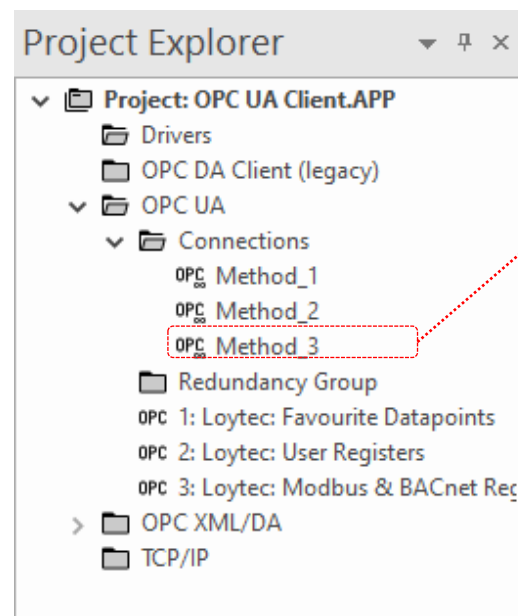 Project Explorer
Project: OPC UA Client.APP
Drivers
OPC DA Client (legacy)
OPC UA
Connections
OPC Method_1
OPC Method_2
OPC Method_3
Redundancy Group
OPC 1: Loytec: Favourite Datapoints
OPC 2: Loytec: User Registers
OPC 3: Loytec: Modbus & BACnet Reg
OPC XML/DA
TCP/IP